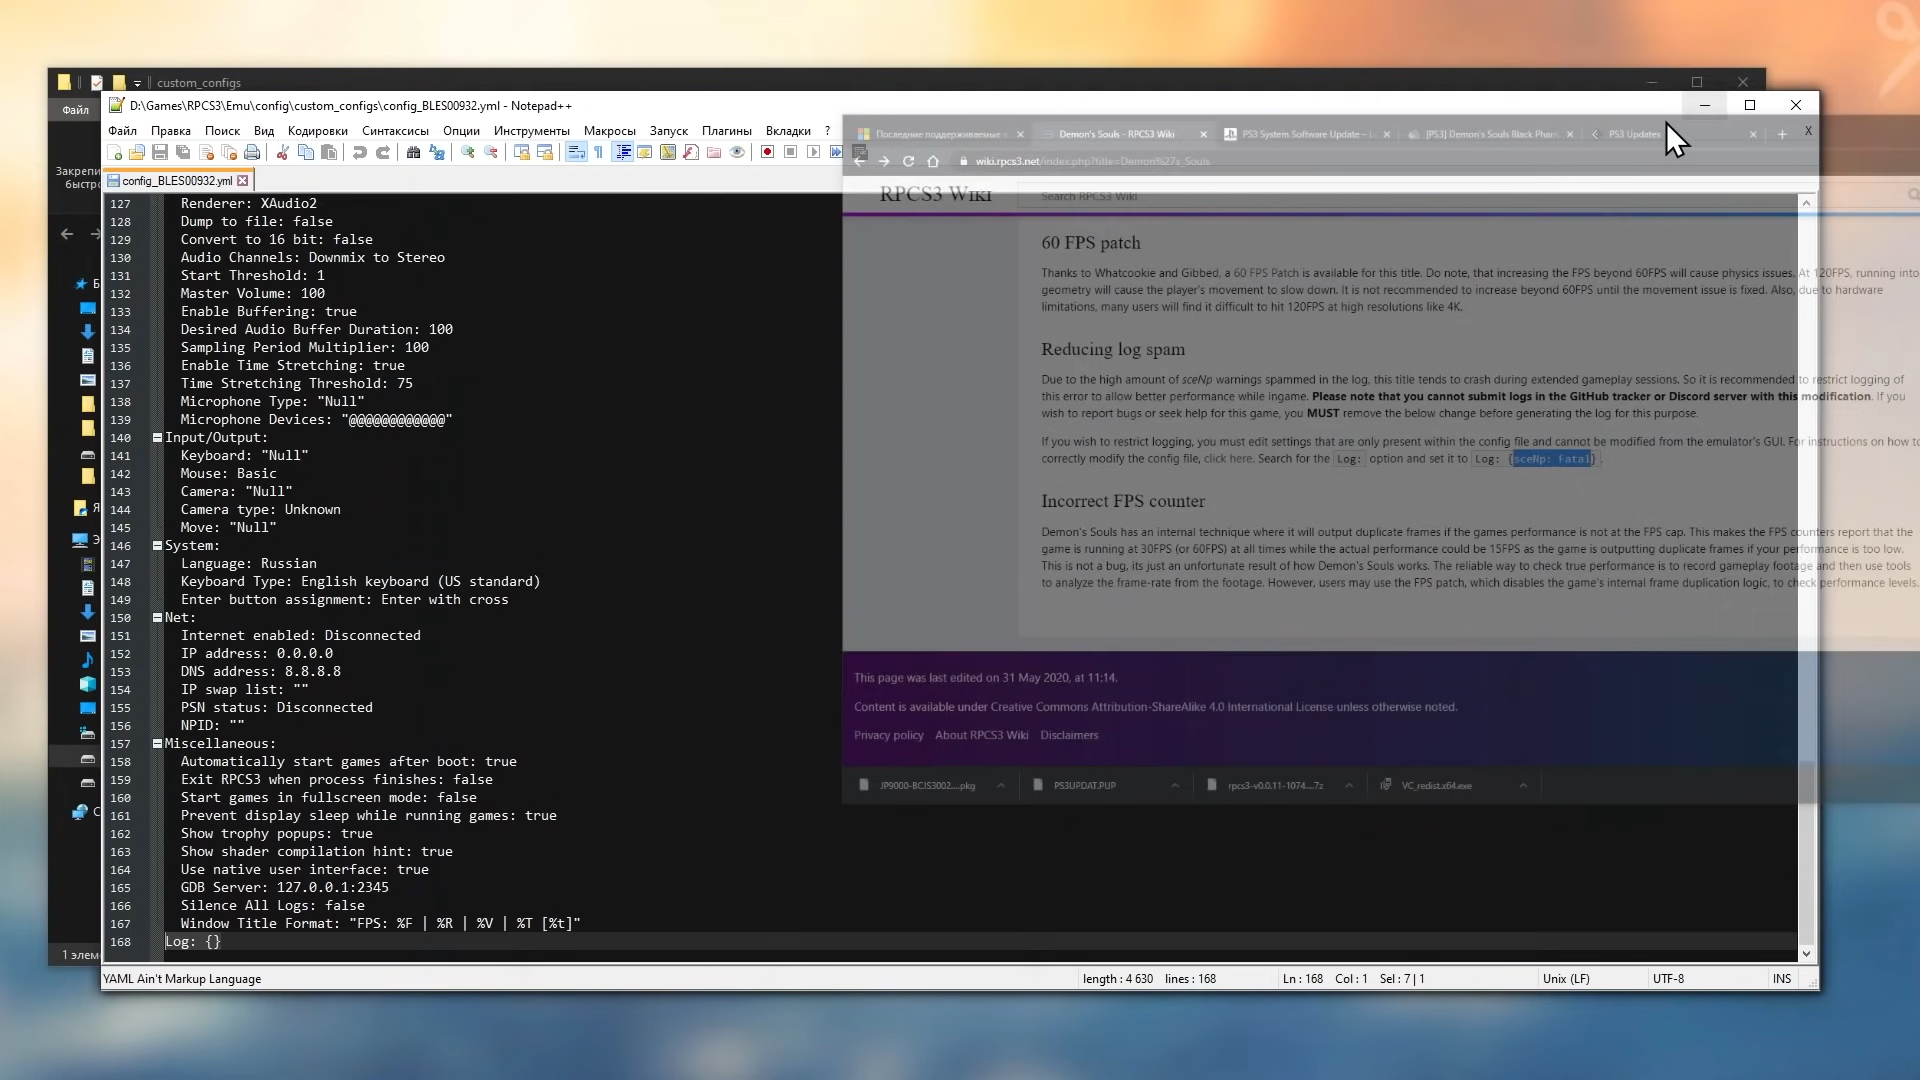 custom_configs
Файл
D:\Games\RPCS3\Emu\config\custom_configs\config_BLES00932.yml - Notepad++
Файл Правка Поиск Вид Кодировки Синтаксисы Опции Инструменты Макросы Запуск Плагины Вкладки ?
X
config_BLES00932.yml
127 Renderer: XAudio2
128 Dump to file: false
129 Convert to 16 bit: false
130 Audio Channels: Downmix to Stereo
131 Start Threshold: 1
132 Master Volume: 100
133 Enable Buffering: true
134 Desired Audio Buffer Duration: 100
135 Sampling Period Multiplier: 100
136 Enable Time Stretching: true
137 Time Stretching Threshold: 75
138 Microphone Type: "Null"
139 Microphone Devices: "@@@@@@@@@@@@"
140 Input/Output:
141 Keyboard: "Null"
142 Mouse: Basic
143 Camera: "Null"
144 Camera type: Unknown
145 Move: "Null"
146 System:
147 Language: Russian
148 Keyboard Type: English keyboard (US standard)
149 Enter button assignment: Enter with cross
150 Net:
151 Internet enabled: Disconnected
152 IP address: 0.0.0.0
153 DNS address: 8.8.8.8
154 IP swap list: ""
155 PSN status: Disconnected
156 NPID: ""
157 Miscellaneous:
158 Automatically start games after boot: true
159 Exit RPCS3 when process finishes: false
160 Start games in fullscreen mode: false
161 Prevent display sleep while running games: true
162 Show trophy popups: true
163 Show shader compilation hint: true
164 Use native user interface: true
165 GDB Server: 127.0.0.1:2345
166 Silence All Logs: false
167 Window Title Format: "FPS: %F | %R | %V | %T [%t]"
168 Log: {}
YAML Ain't Markup Language length : 4 630 lines : 168 Ln : 168 Col : 1 Sel : 7 | 1 Unix (LF) UTF-8 INS
Последние поддерживаемые Demon's Souls - RPCS3 Wiki PS3 System Software Update [PS3] Demon's Souls Black Phan PS3 Updates
wiki.rpcs3.net/index.php?title=Demon%27s_Souls
RPCS3 Wiki Search RPCS3 Wiki
60 FPS patch
Thanks to Whatcookie and Gibbed, a 60 FPS Patch is available for this title. Do note, that increasing the FPS beyond 60FPS will cause physics issues. At 120FPS, running into
geometry will cause the player's movement to slow down. It is not recommended to increase beyond 60FPS until the movement issue is fixed. Also, due to hardware
limitations, many users will find it difficult to hit 120FPS at high resolutions like 4K.
Reducing log spam
Due to the high amount of sceNp warnings spammed in the log, this title tends to crash during extended gameplay sessions. So it is recommended to restrict logging of
this error to allow better performance while ingame. Please note that you cannot submit logs in the GitHub tracker or Discord server with this modification. If you
wish to report bugs or seek help for this game, you MUST remove the below change before generating the log for this purpose.
If you wish to restrict logging, you must edit settings that are only present within the config file and cannot be modified from the emulator's GUI. For instructions on how to
correctly modify the config file, click here. Search for the Log: option and set it to Log: {sceNp: Fatal}.
Incorrect FPS counter
Demon's Souls has an internal technique where it will output duplicate frames if the games performance is not at the FPS cap. This makes the FPS counters report that the
game is running at 30FPS (or 60FPS) at all times while the actual performance could be 15FPS as the game is outputting duplicate frames if your performance is too low.
This is not a bug, its just an unfortunate result of how Demon's Souls works. The reliable way to check true performance is to record gameplay footage and then use tools
to analyze the frame-rate from the footage. However, users may use the FPS patch, which disables the game's internal frame duplication logic, to check performance levels.
This page was last edited on 31 May 2020, at 11:14.
Content is available under Creative Commons Attribution-ShareAlike 4.0 International License unless otherwise noted.
Privacy policy About RPCS3 Wiki Disclaimers
JP9000-BCJS3002....pkg PS3UPDAT.PUP rpcs3-v0.0.11-1074....7z VC_redist.x64.exe